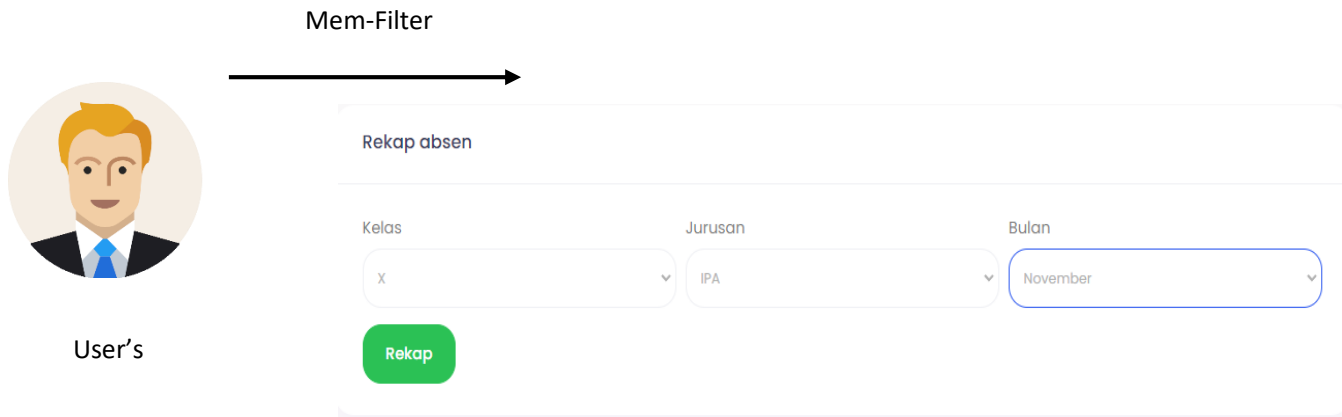 Mem-Filter
Rekap absen
Kelas Jurusan Bulan
X IPA November
Rekap
User’s